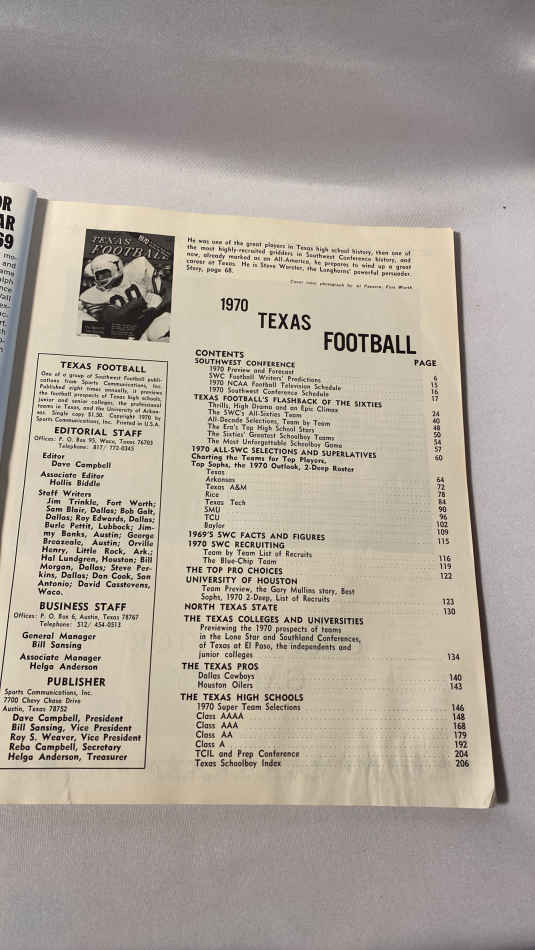 OR
AR
69
TEXAS
FOOTBALL
He was one of the great players in Texas high school history, then one of
the most highly-recruited gridders in Southwest Conference history, and
now, already marked as an All-America, he prepares to wind up a great
career at Texas. He is Steve Worster, the Longhorns' powerful persuader.
Story, page 68.
Cover color photograph by Al Panzera, Fort Worth
1970
TEXAS
FOOTBALL
CONTENTS PAGE
SOUTHWEST CONFERENCE
1970 Preview and Forecast 6
SWC Football Writers' Predictions 15
1970 NCAA Football Television Schedule 16
1970 Southwest Conference Schedule 17
TEXAS FOOTBALL'S FLASHBACK OF THE SIXTIES
Thrills, High Drama and an Epic Climax 24
The SWC's All-Sixties Team 40
All-Decade Selections, Team by Team 48
The Era's Top High School Stars 50
The Sixties' Greatest Schoolboy Teams 54
The Most Unforgettable Schoolboy Game 57
1970 ALL-SWC SELECTIONS AND SUPERLATIVES 60
Charting the Teams for Top Players,
Top Sophs, the 1970 Outlook, 2-Deep Roster
Texas 64
Arkansas 72
Texas A&M 78
Rice 84
Texas Tech 90
SMU 96
TCU 102
Baylor 109
1969'S SWC FACTS AND FIGURES 115
1970 SWC RECRUITING
Team by Team List of Recruits 116
The Blue-Chip Team 119
THE TOP PRO CHOICES 122
UNIVERSITY OF HOUSTON
Team Preview, the Gary Mullins story, Best
Sophs, 1970 2-Deep, List of Recruits 123
NORTH TEXAS STATE 130
THE TEXAS COLLEGES AND UNIVERSITIES
Previewing the 1970 prospects of teams
in the Lone Star and Southland Conferences,
of Texas at El Paso, the independents and
junior colleges 134
THE TEXAS PROS
Dallas Cowboys 140
Houston Oilers 143
THE TEXAS HIGH SCHOOLS
1970 Super Team Selections 146
Class AAAA 148
Class AAA 168
Class AA 179
Class A 192
TCIL and Prep Conference 204
Texas Schoolboy Index 206
TEXAS FOOTBALL
One of a group of Southwest Football publi-
cations from Sports Communications, Inc.
Published eight times annually, it previews
the football prospects of Texas high schools,
junior and senior colleges, the professional
teams in Texas, and the University of Arkan-
sas. Single copy $1.50. Copyright 1970 by
Sports Communications, Inc. Printed in U.S.A.
EDITORIAL STAFF
Offices: P. O. Box 95, Waco, Texas 76703
Telephone: 817/ 772-0345
Editor
Dave Campbell
Associate Editor
Hollis Biddle
Staff Writers
Jim Trinkle, Fort Worth;
Sam Blair, Dallas; Bob Galt,
Dallas; Roy Edwards, Dallas;
Burle Pettit, Lubbock; Jim-
my Banks, Austin; George
Breazeale, Austin; Orville
Henry, Little Rock, Ark.;
Hal Lundgren, Houston; Bill
Morgan, Dallas; Steve Per-
kins, Dallas; Dan Cook, San
Antonio; David Casstevens,
Waco.
BUSINESS STAFF
Offices: P. O. Box 6, Austin, Texas 78767
Telephone: 512/ 454-0513
General Manager
Bill Sansing
Associate Manager
Helga Anderson
PUBLISHER
Sports Communications, Inc.
7700 Chevy Chase Drive
Austin, Texas 78752
Dave Campbell, President
Bill Sansing, Vice President
Roy S. Weaver, Vice President
Reba Campbell, Secretary
Helga Anderson, Treasurer